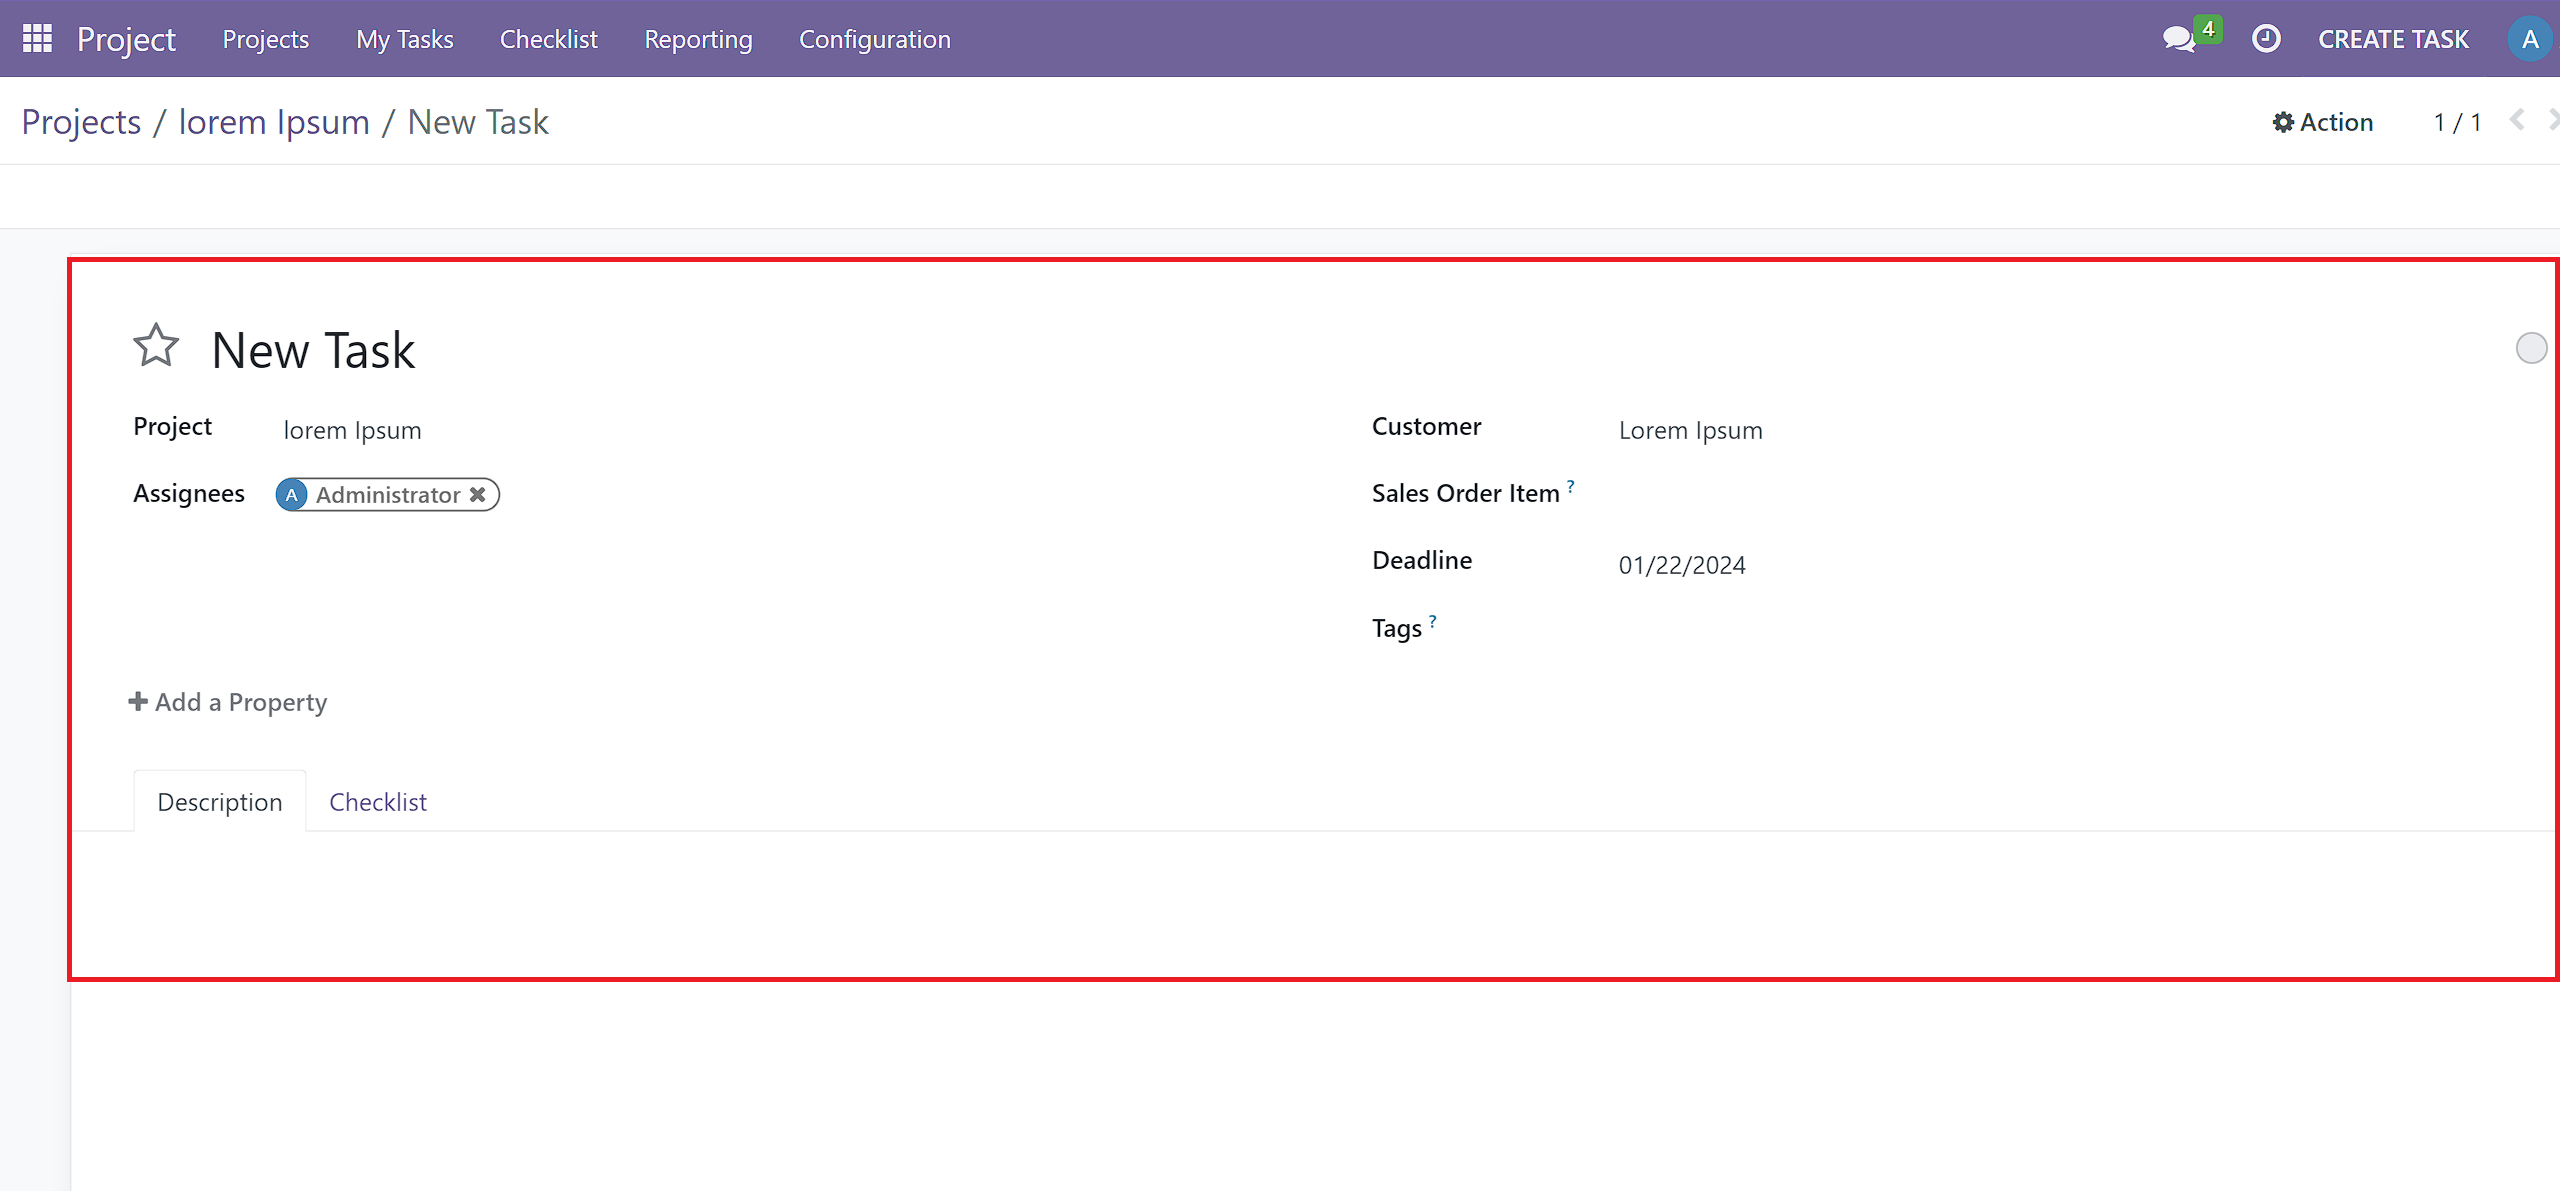 Project Projects My Tasks Checklist Reporting Configuration 4 CREATE TASK A
Projects / lorem Ipsum / New Task Action 1 / 1
New Task
Project lorem Ipsum Customer Lorem Ipsum
Assignees A Administrator Sales Order Item ?
Deadline 01/22/2024
Tags ?
Add a Property
Description Checklist